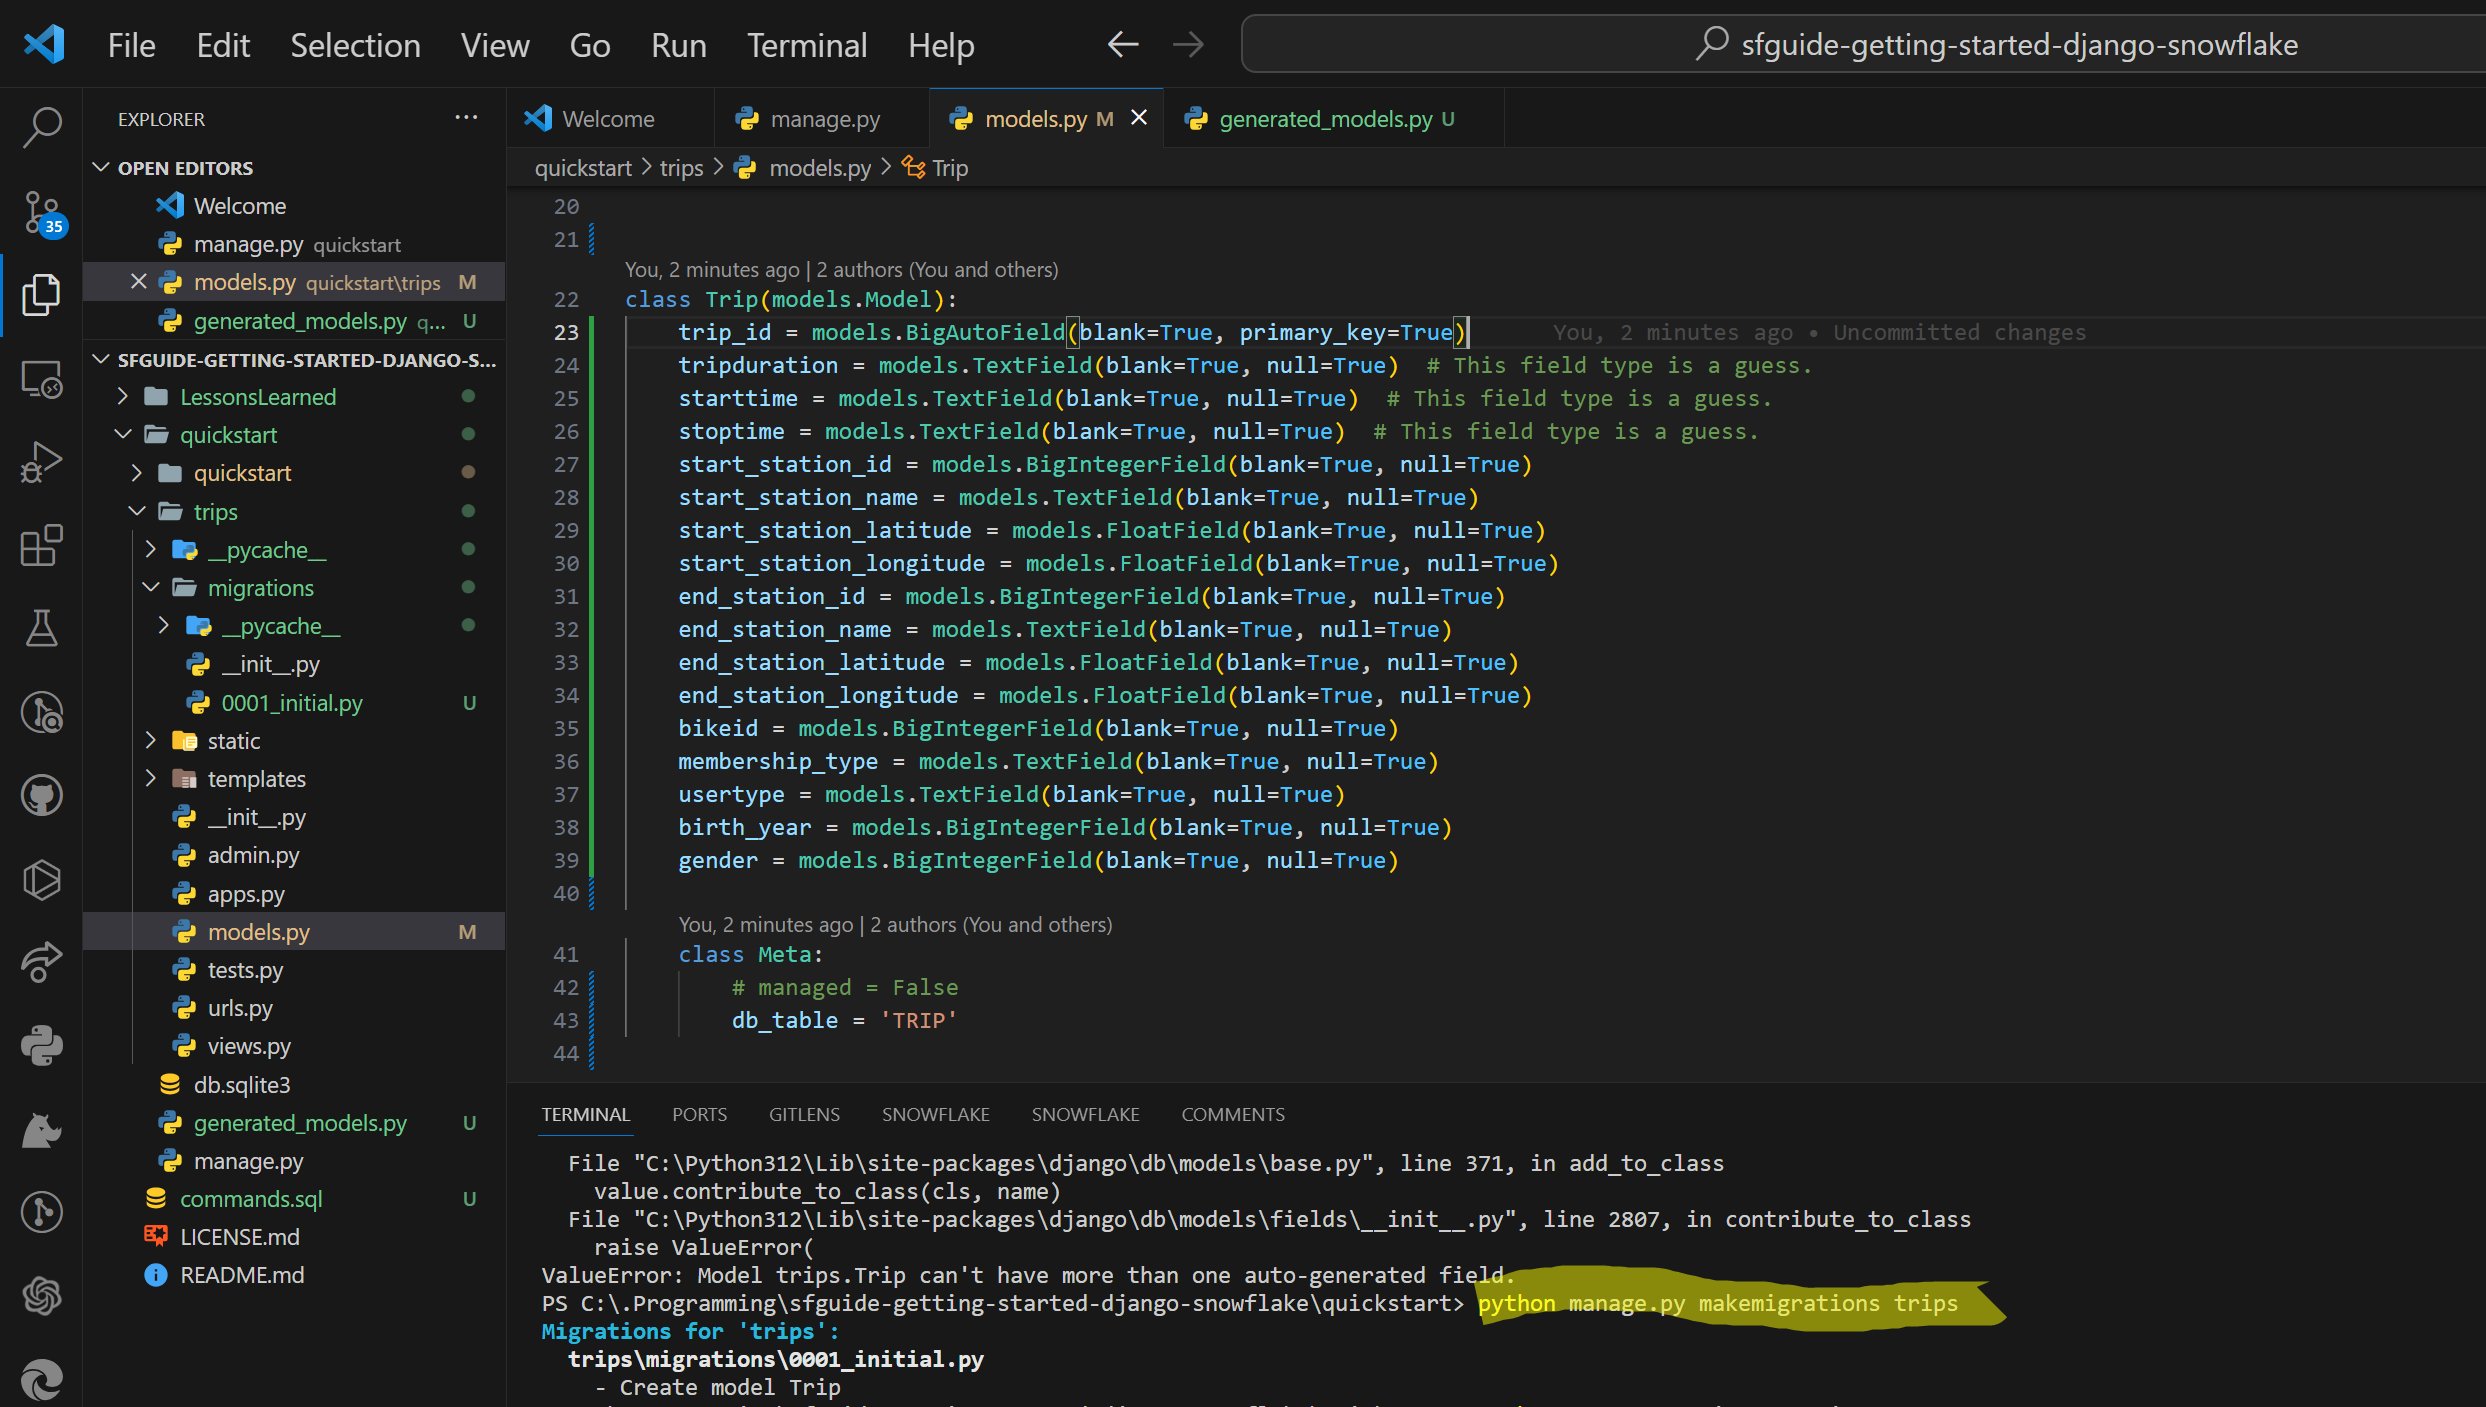 File Edit Selection View Go Run Terminal Help
sfguide-getting-started-django-snowflake
EXPLORER
Welcome
manage.py
models.py M
generated_models.py U
OPEN EDITORS
Welcome
manage.py quickstart
models.py quickstart\trips M
generated_models.py q... U
SFGUIDE-GETTING-STARTED-DJANGO-S...
LessonsLearned
quickstart
quickstart
trips
__pycache__
migrations
__pycache__
__init__.py
0001_initial.py U
static
templates
__init__.py
admin.py
apps.py
models.py M
tests.py
urls.py
views.py
db.sqlite3
generated_models.py U
manage.py
commands.sql U
LICENSE.md
README.md
35
quickstart > trips > models.py > Trip
20
21
You, 2 minutes ago | 2 authors (You and others)
22 class Trip(models.Model):
23 trip_id = models.BigAutoField(blank=True, primary_key=True) You, 2 minutes ago • Uncommitted changes
24 tripduration = models.TextField(blank=True, null=True) # This field type is a guess.
25 starttime = models.TextField(blank=True, null=True) # This field type is a guess.
26 stoptime = models.TextField(blank=True, null=True) # This field type is a guess.
27 start_station_id = models.BigIntegerField(blank=True, null=True)
28 start_station_name = models.TextField(blank=True, null=True)
29 start_station_latitude = models.FloatField(blank=True, null=True)
30 start_station_longitude = models.FloatField(blank=True, null=True)
31 end_station_id = models.BigIntegerField(blank=True, null=True)
32 end_station_name = models.TextField(blank=True, null=True)
33 end_station_latitude = models.FloatField(blank=True, null=True)
34 end_station_longitude = models.FloatField(blank=True, null=True)
35 bikeid = models.BigIntegerField(blank=True, null=True)
36 membership_type = models.TextField(blank=True, null=True)
37 usertype = models.TextField(blank=True, null=True)
38 birth_year = models.BigIntegerField(blank=True, null=True)
39 gender = models.BigIntegerField(blank=True, null=True)
40
You, 2 minutes ago | 2 authors (You and others)
41 class Meta:
42 # managed = False
43 db_table = 'TRIP'
44
TERMINAL PORTS GITLENS SNOWFLAKE SNOWFLAKE COMMENTS
File "C:\Python312\Lib\site-packages\django\db\models\base.py", line 371, in add_to_class
value.contribute_to_class(cls, name)
File "C:\Python312\Lib\site-packages\django\db\models\fields\__init__.py", line 2807, in contribute_to_class
raise ValueError(
ValueError: Model trips.Trip can't have more than one auto-generated field.
PS C:\.Programming\sfguide-getting-started-django-snowflake\quickstart> python manage.py makemigrations trips
Migrations for 'trips':
trips\migrations\0001_initial.py
- Create model Trip